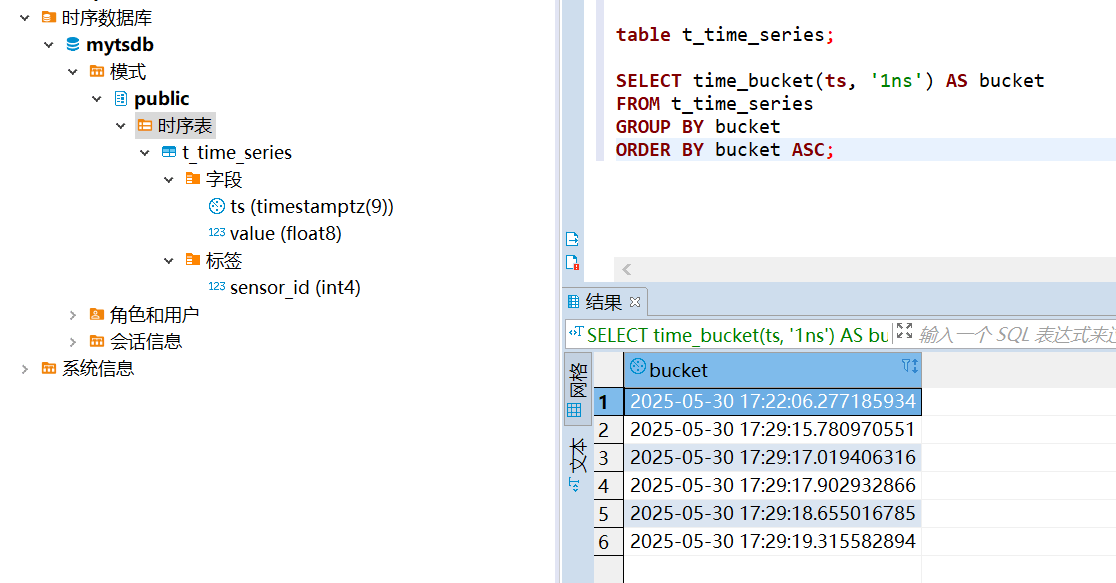 时序数据库
mytsdb
模式
public
时序表
t_time_series
字段
ts (timestamptz(9))
123 value (float8)
标签
123 sensor_id (int4)
角色和用户
会话信息
系统信息
table t_time_series;
SELECT time_bucket(ts, '1ns') AS bucket
FROM t_time_series
GROUP BY bucket
ORDER BY bucket ASC;
结果
SELECT time_bucket(ts, '1ns') AS bu
输入一个 SQL 表达式来过
网格
文本
bucket
1 2025-05-30 17:22:06.277185934
2 2025-05-30 17:29:15.780970551
3 2025-05-30 17:29:17.019406316
4 2025-05-30 17:29:17.902932866
5 2025-05-30 17:29:18.655016785
6 2025-05-30 17:29:19.315582894